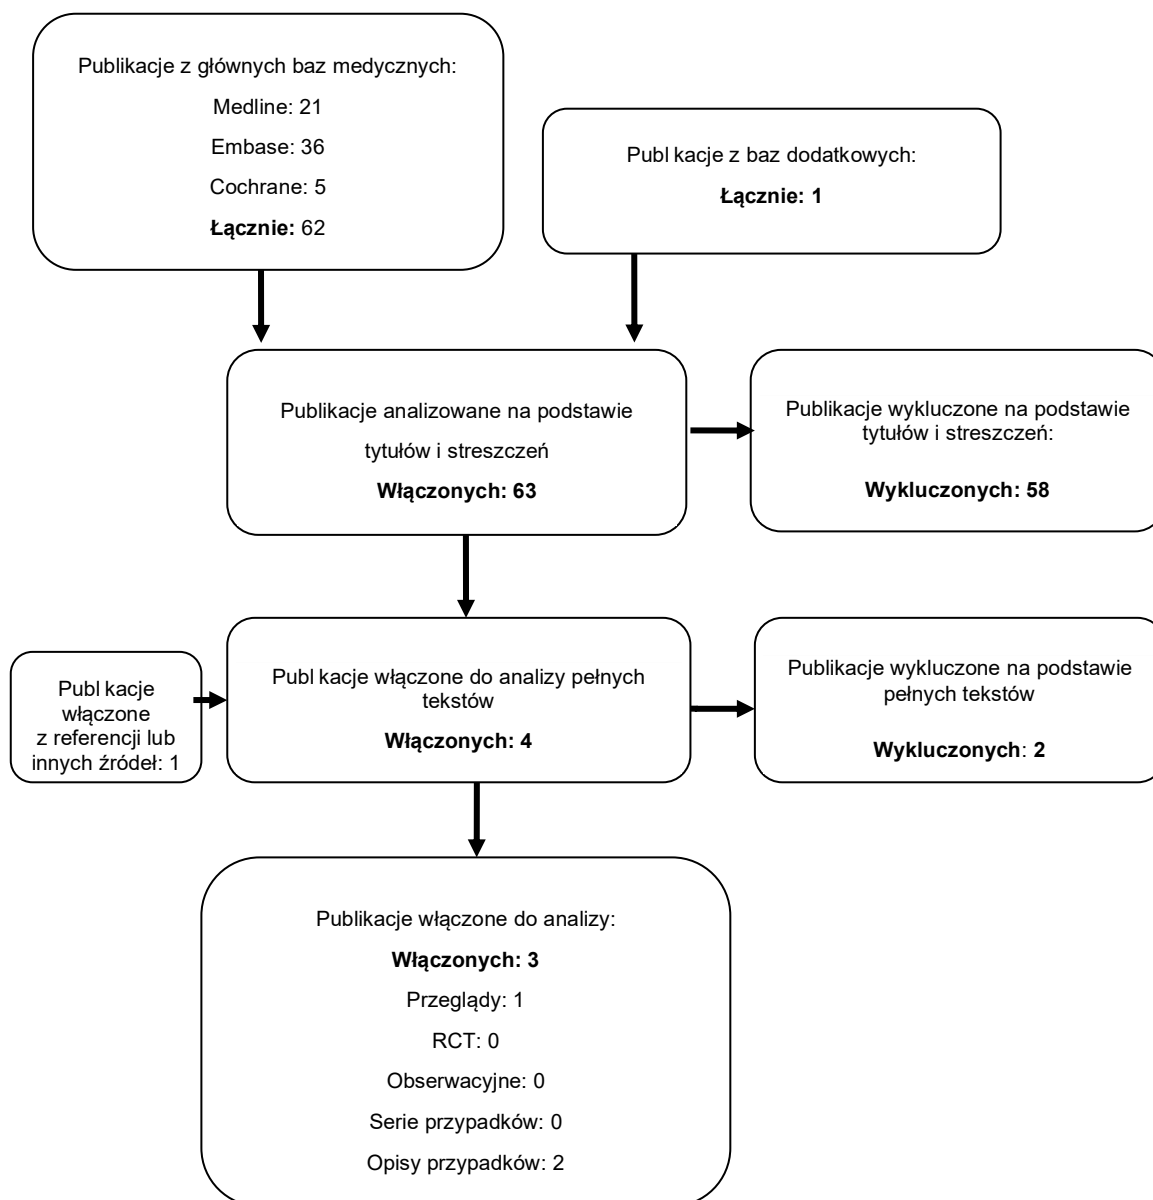 Publikacje z głównych baz medycznych:
Medline: 21
Embase: 36
Cochrane: 5
Łącznie: 62
Publ kacje z baz dodatkowych:
Łącznie: 1
Publikacje analizowane na podstawie
tytułów i streszczeń
Włączonych: 63
Publikacje wykluczone na podstawie
tytułów i streszczeń:
Wykluczonych: 58
Publ kacje
włączone
z referencji lub
innych źródeł: 1
Publ kacje włączone do analizy pełnych
tekstów
Włączonych: 4
Publikacje wykluczone na podstawie
pełnych tekstów
Wykluczonych: 2
Publikacje włączone do analizy:
Włączonych: 3
Przeglądy: 1
RCT: 0
Obserwacyjne: 0
Serie przypadków: 0
Opisy przypadków: 2